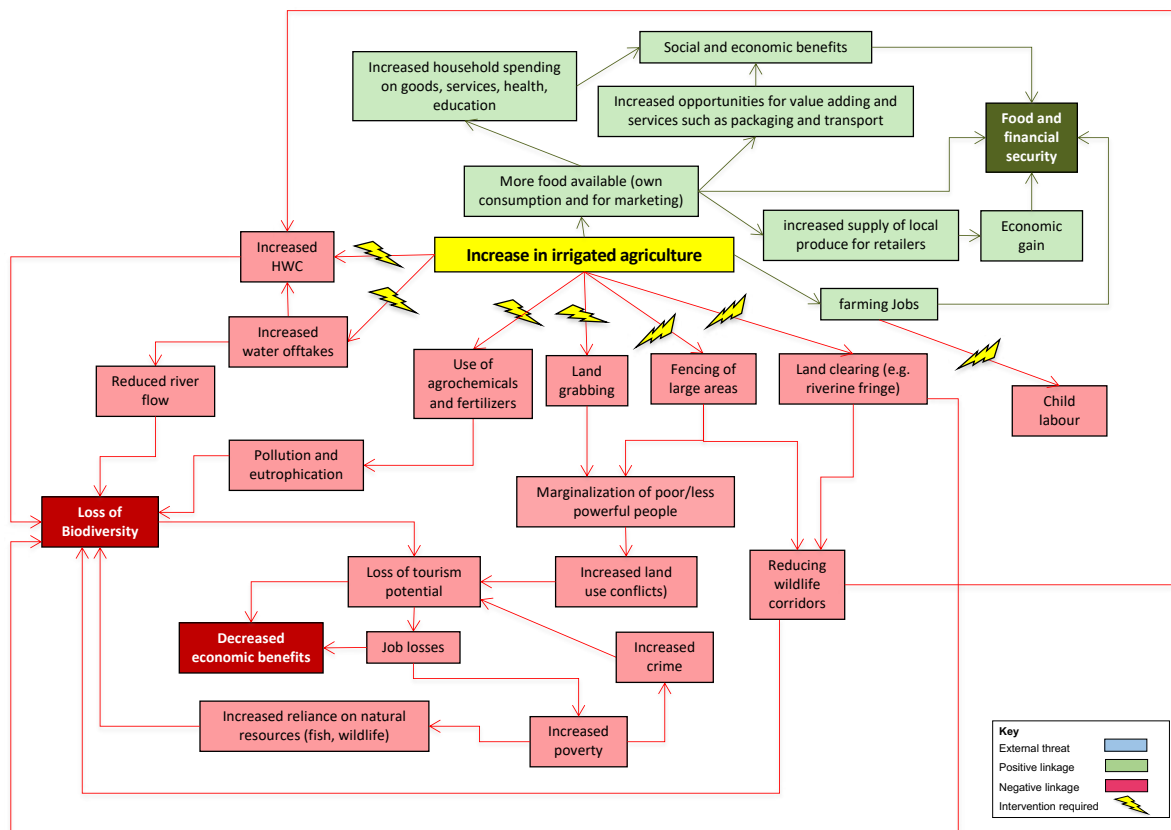 Social and economic benefits
Increased household spending
on goods, services, health,
education
Increased opportunities for value adding and
services such as packaging and transport
Food and
financial
security
More food available (own
consumption and for marketing)
increased supply of local
produce for retailers
Economic
gain
Increased
HWC
Increase in irrigated agriculture
farming Jobs
Increased
water offtakes
Reduced river
flow
Use of
agrochemicals
and fertilizers
Land
grabbing
Fencing of
large areas
Land clearing (e.g.
riverine fringe)
Child
labour
Pollution and
eutrophication
Marginalization of poor/less
powerful people
Loss of
Biodiversity
Loss of tourism
potential
Increased land
use conflicts)
Reducing
wildlife
corridors
Decreased
economic benefits
Job losses
Increased
crime
Increased reliance on natural
resources (fish, wildlife)
Increased
poverty
Key
External threat
Positive linkage
Negative linkage
Intervention required